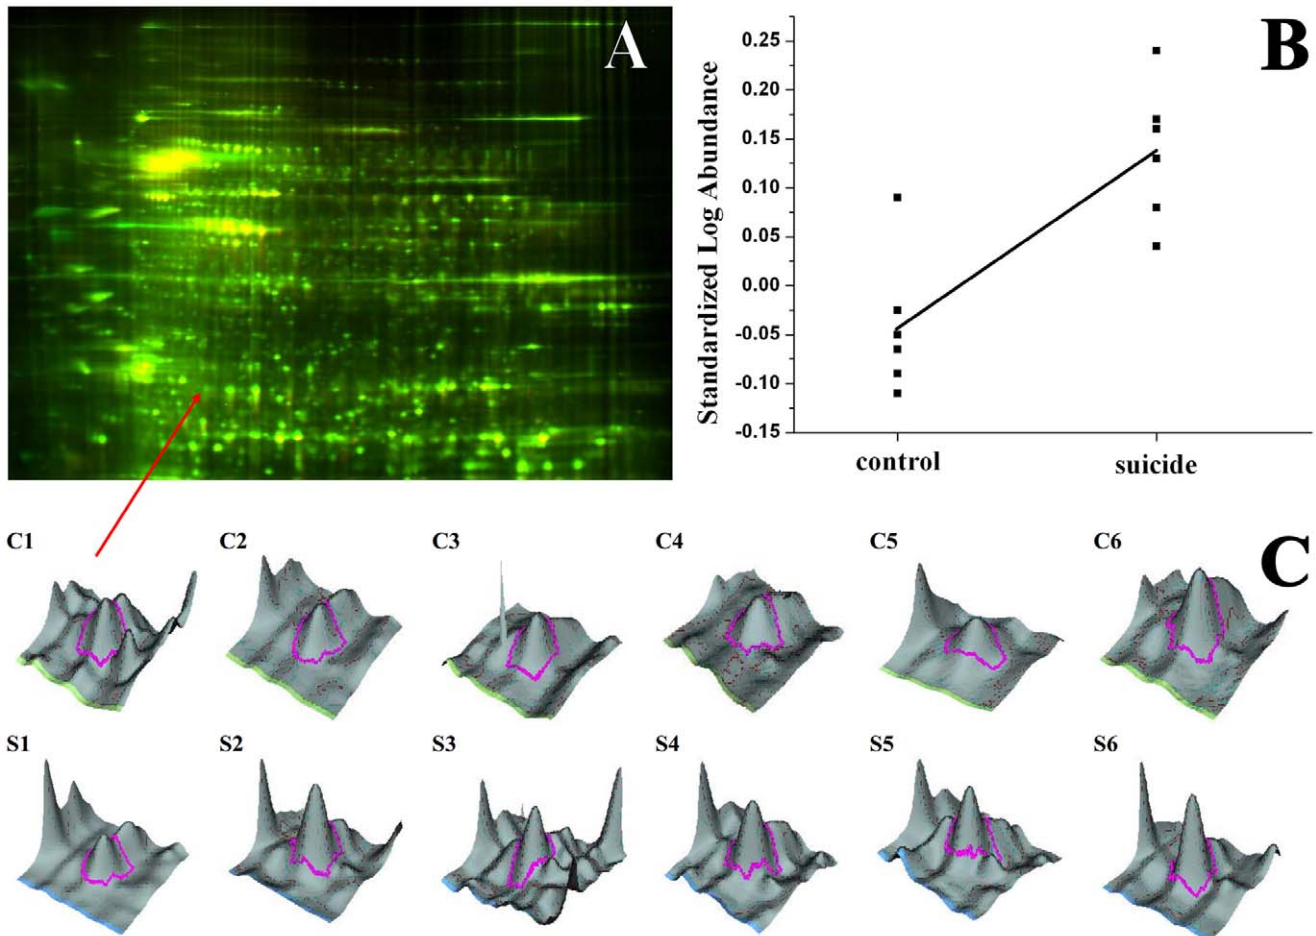 A
B
Standardized Log Abundance
0.25
0.20
0.15
0.10
0.05
0.00
-0.05
-0.10
-0.15
control suicide
C
C1 C2 C3 C4 C5 C6
S1 S2 S3 S4 S5 S6